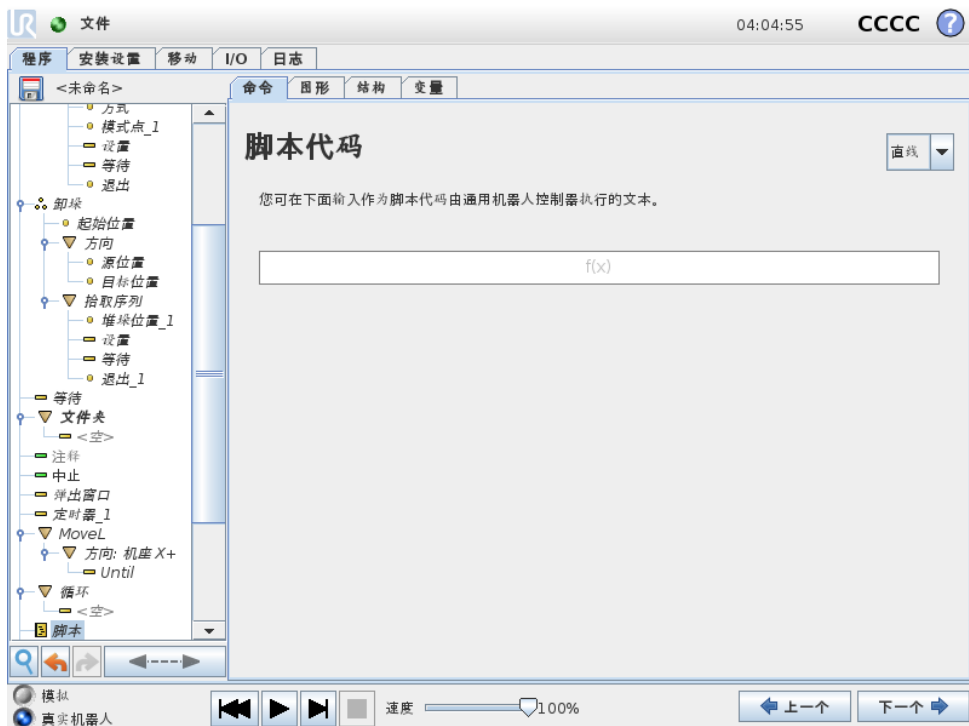 UR 文件 04:04:55 CCCC ?
程序 安装设置 移动 I/O 日志
<未命名>
命令 图形 结构 变量
方式
模式点_1
设置
等待
退出
卸垛
起始位置
方向
源位置
目标位置
拾取序列
堆垛位置_1
设置
等待
退出_1
等待
文件夹
<空>
注释
中止
弹出窗口
定时器_1
MoveL
方向: 机座 X+
Until
循环
<空>
脚本
脚本代码
直线
您可在下面输入作为脚本代码由通用机器人控制器执行的文本。
f(x)
模拟
真实机器人
速度 100%
上一个 下一个